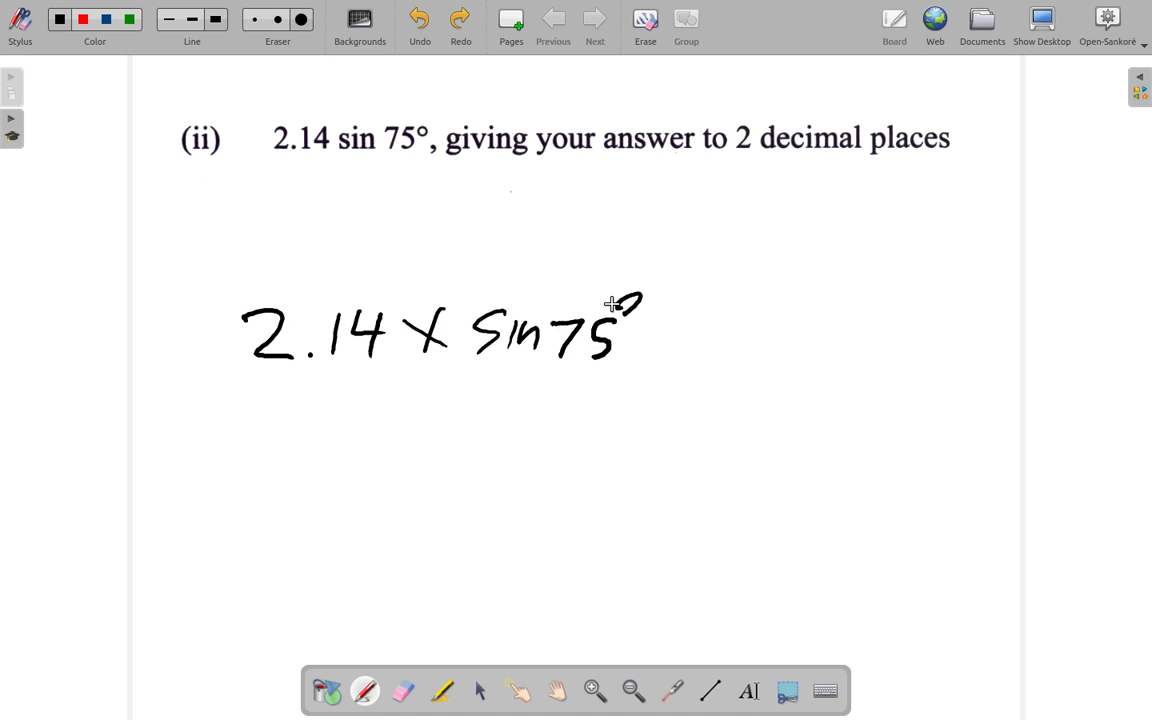 Stylus Color Line Eraser Backgrounds Undo Redo Pages Previous Next Erase Group Board Web Documents Show Desktop Open-Sankoré
(ii) 2.14 sin 75°, giving your answer to 2 decimal places
2.14 × sin 75°
AI